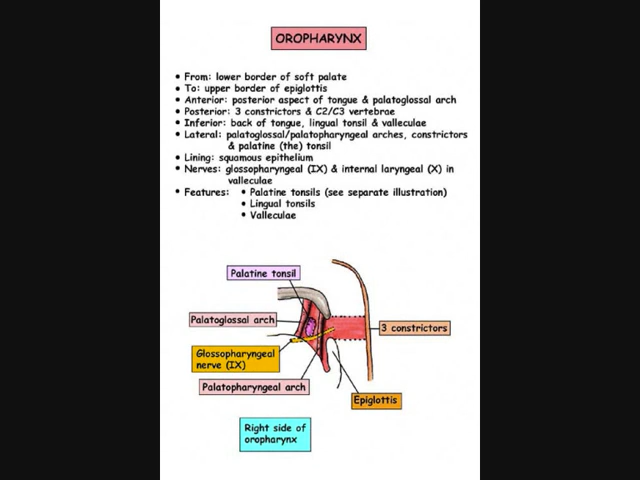 OROPHARYNX
• From: lower border of soft palate
• To: upper border of epiglottis
• Anterior: posterior aspect of tongue & palatoglossal arch
• Posterior: 3 constrictors & C2/C3 vertebrae
• Inferior: back of tongue, lingual tonsil & valleculae
• Lateral: palatoglossal/palatopharyngeal arches, constrictors
& palatine (the) tonsil
• Lining: squamous epithelium
• Nerves: glossopharyngeal (IX) & internal laryngeal (X) in
valleculae
• Features: • Palatine tonsils (see separate illustration)
• Lingual tonsils
• Valleculae
Palatine tonsil
Palatoglossal arch
3 constrictors
Glossopharyngeal
nerve (IX)
Palatopharyngeal arch
Epiglottis
Right side of
oropharynx